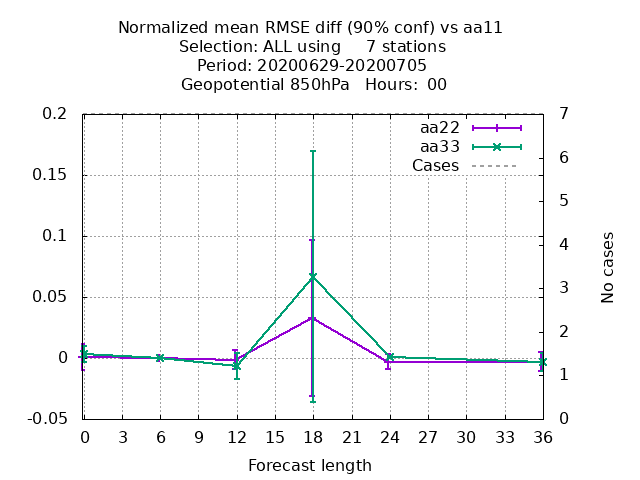 Normalized mean RMSE diff (90% conf) vs aa11
Selection: ALL using     7 stations
Period: 20200629-20200705
Geopotential 850hPa   Hours:  00
0.2
0.15
0.1
0.05
0
-0.05
7
6
5
4
3
2
1
0
aa22
aa33
Cases
No cases
0 3 6 9 12 15 18 21 24 27 30 33 36
Forecast length